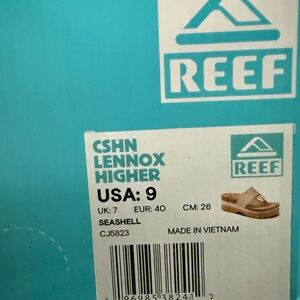 REEF
CSHN
LENNOX
HIGHER
REEF
USA: 9
UK: 7 EUR: 40 CM: 26
SEASHELL
CJ5823 MADE IN VIETNAM